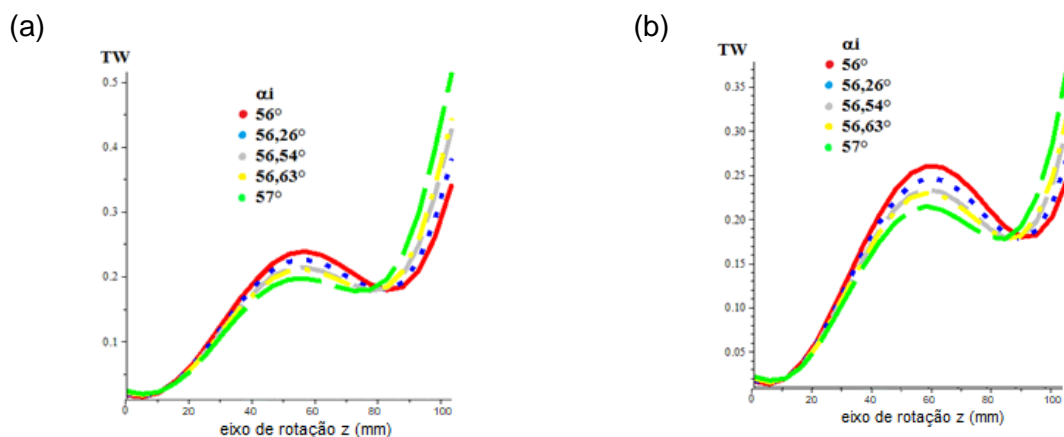 (a)
TW
αi
56°
56,26°
56,54°
56,63°
57°
0.5
0.4
0.3
0.2
0.1
0 20 40 60 80 100
eixo de rotação z (mm)
(b)
TW
αi
56°
56,26°
56,54°
56,63°
57°
0.35
0.30
0.25
0.20
0.15
0.10
0.05
0 20 40 60 80 100
eixo de rotação z (mm)